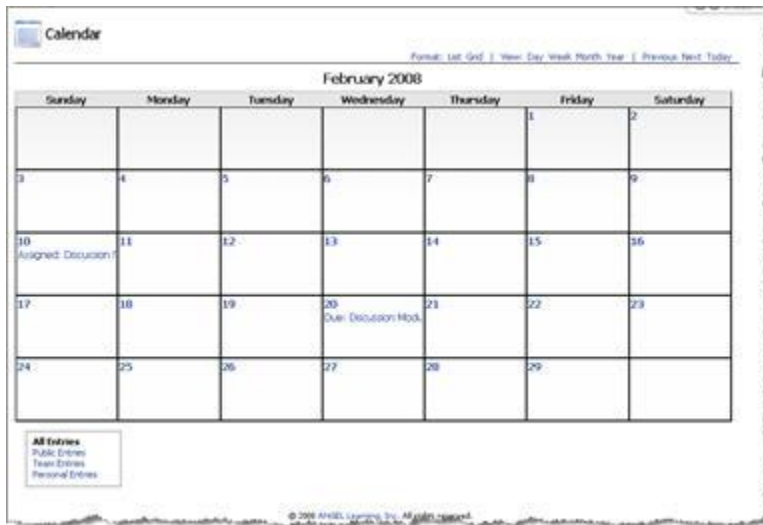 Calendar
Format: List Grid | View: Day Week Month Year | Previous Next Today
February 2008
Sunday Monday Tuesday Wednesday Thursday Friday Saturday
1 2
3 4 5 6 7 8 9
10 11 12 13 14 15 16
Assigned: Discussion
17 18 19 20 21 22 23
Due: Discussion Modu
24 25 26 27 28 29
All Entries
Public Entries
Team Entries
Personal Entries
© 2008 Learning, Inc. All rights reserved.